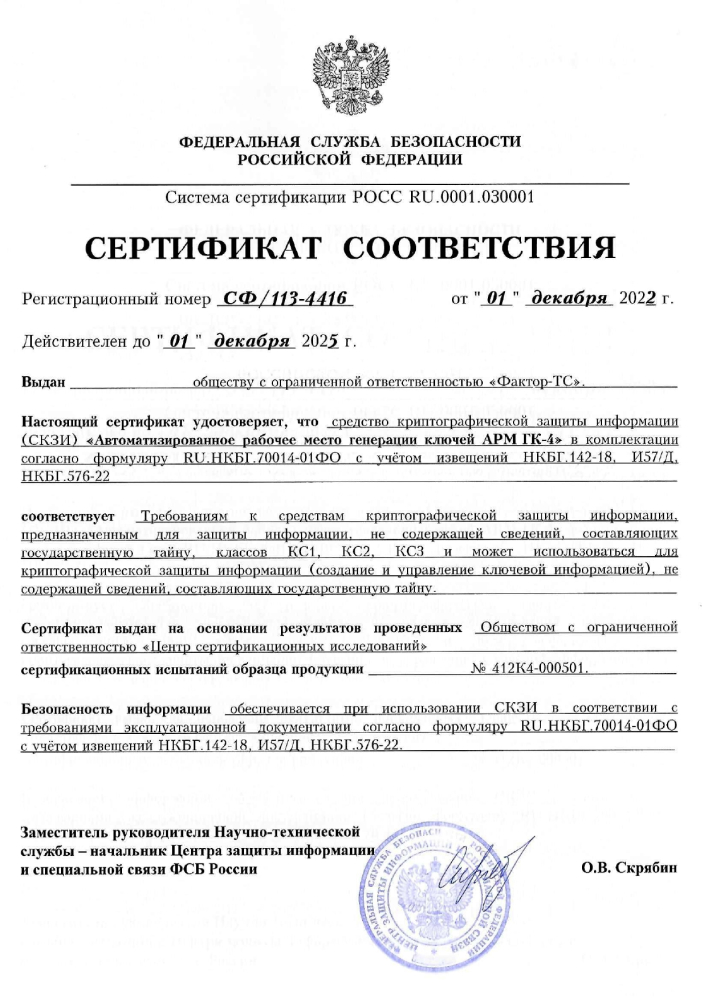 ФЕДЕРАЛЬНАЯ СЛУЖБА БЕЗОПАСНОСТИ
РОССИЙСКОЙ ФЕДЕРАЦИИ
Система сертификации РОСС RU.0001.030001
СЕРТИФИКАТ СООТВЕТСТВИЯ
Регистрационный номер СФ/113-4416 от "01" декабря 2022 г.
Действителен до "01" декабря 2025 г.
Выдан обществу с ограниченной ответственностью «Фактор-ТС».
Настоящий сертификат удостоверяет, что средство криптографической защиты информации
(СКЗИ) «Автоматизированное рабочее место генерации ключей АРМ ГК-4» в комплектации
согласно формуляру RU.НКБГ.70014-01ФО с учётом извещений НКБГ.142-18, И57/Д,
НКБГ.576-22
соответствует Требованиям к средствам криптографической защиты информации,
предназначенным для защиты информации, не содержащей сведений, составляющих
государственную тайну, классов КС1, КС2, КС3 и может использоваться для
криптографической защиты информации (создание и управление ключевой информацией), не
содержащей сведений, составляющих государственную тайну.
Сертификат выдан на основании результатов проведенных Обществом с ограниченной
ответственностью «Центр сертификационных исследований»
сертификационных испытаний образца продукции № 412К4-000501.
Безопасность информации обеспечивается при использовании СКЗИ в соответствии с
требованиями эксплуатационной документации согласно формуляру RU.НКБГ.70014-01ФО
с учётом извещений НКБГ.142-18, И57/Д, НКБГ.576-22.
Заместитель руководителя Научно-технической
службы – начальник Центра защиты информации
и специальной связи ФСБ России
О.В. Скрябин
ФЕДЕРАЛЬНАЯ СЛУЖБА БЕЗОПАСНОСТИ РОССИЙСКОЙ ФЕДЕРАЦИИ
ЦЕНТР ЗАЩИТЫ ИНФОРМАЦИИ И СПЕЦИАЛЬНОЙ СВЯЗИ